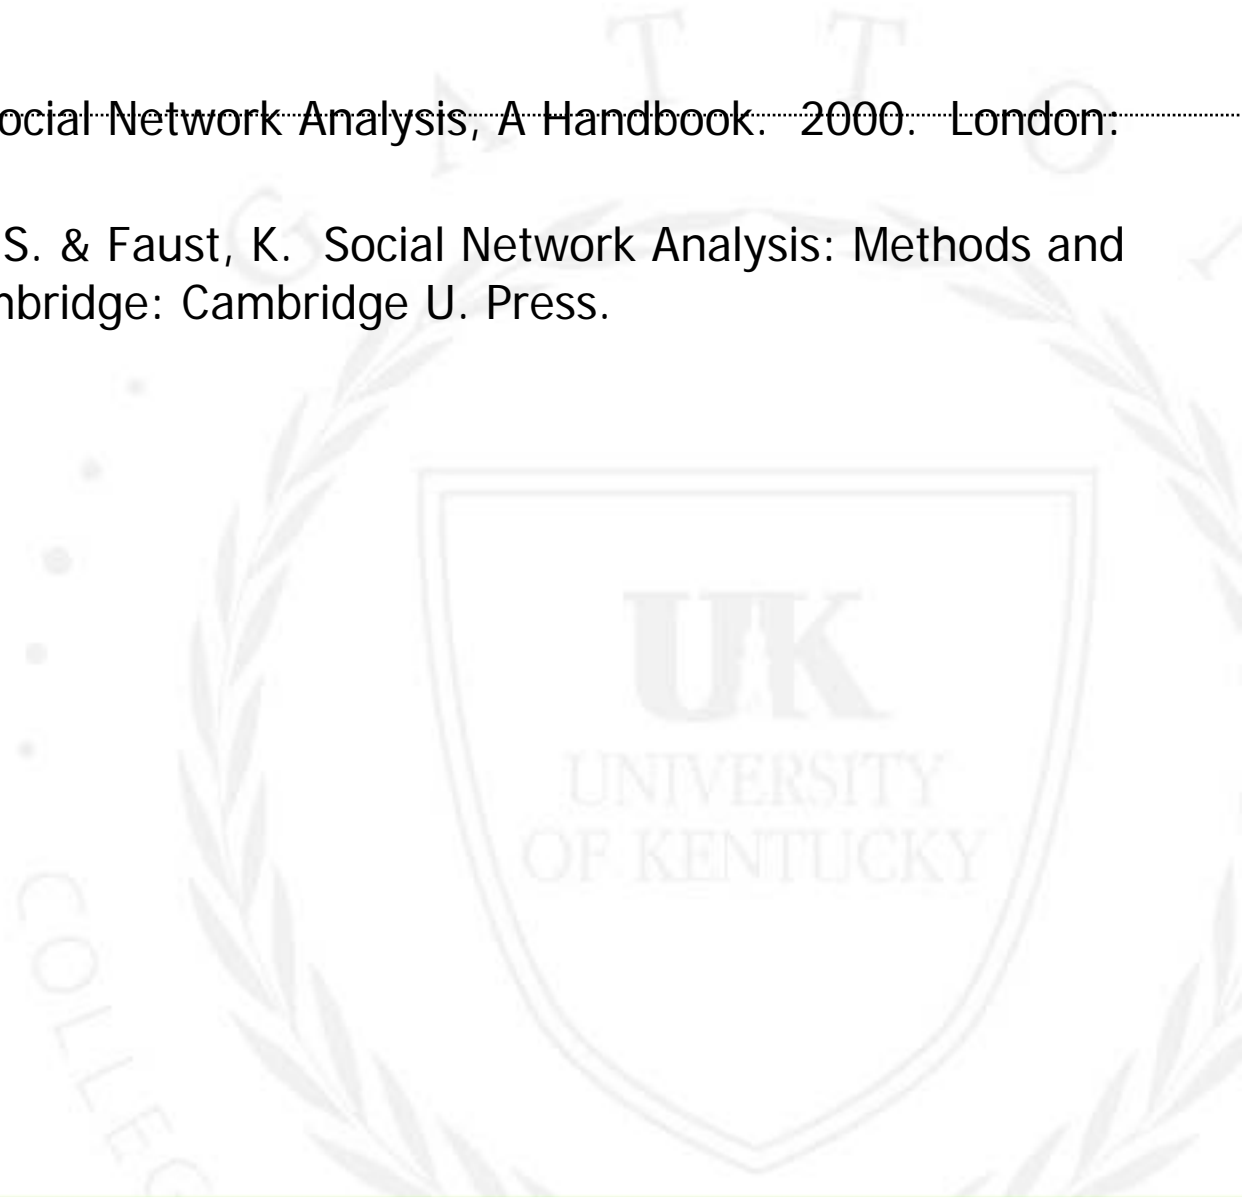 G A T T O
ocial Network Analysis, A Handbook. 2000. London:
S. & Faust, K. Social Network Analysis: Methods and
nbridge: Cambridge U. Press.
UK
UNIVERSITY
OF KENTUCKY
COLLEG